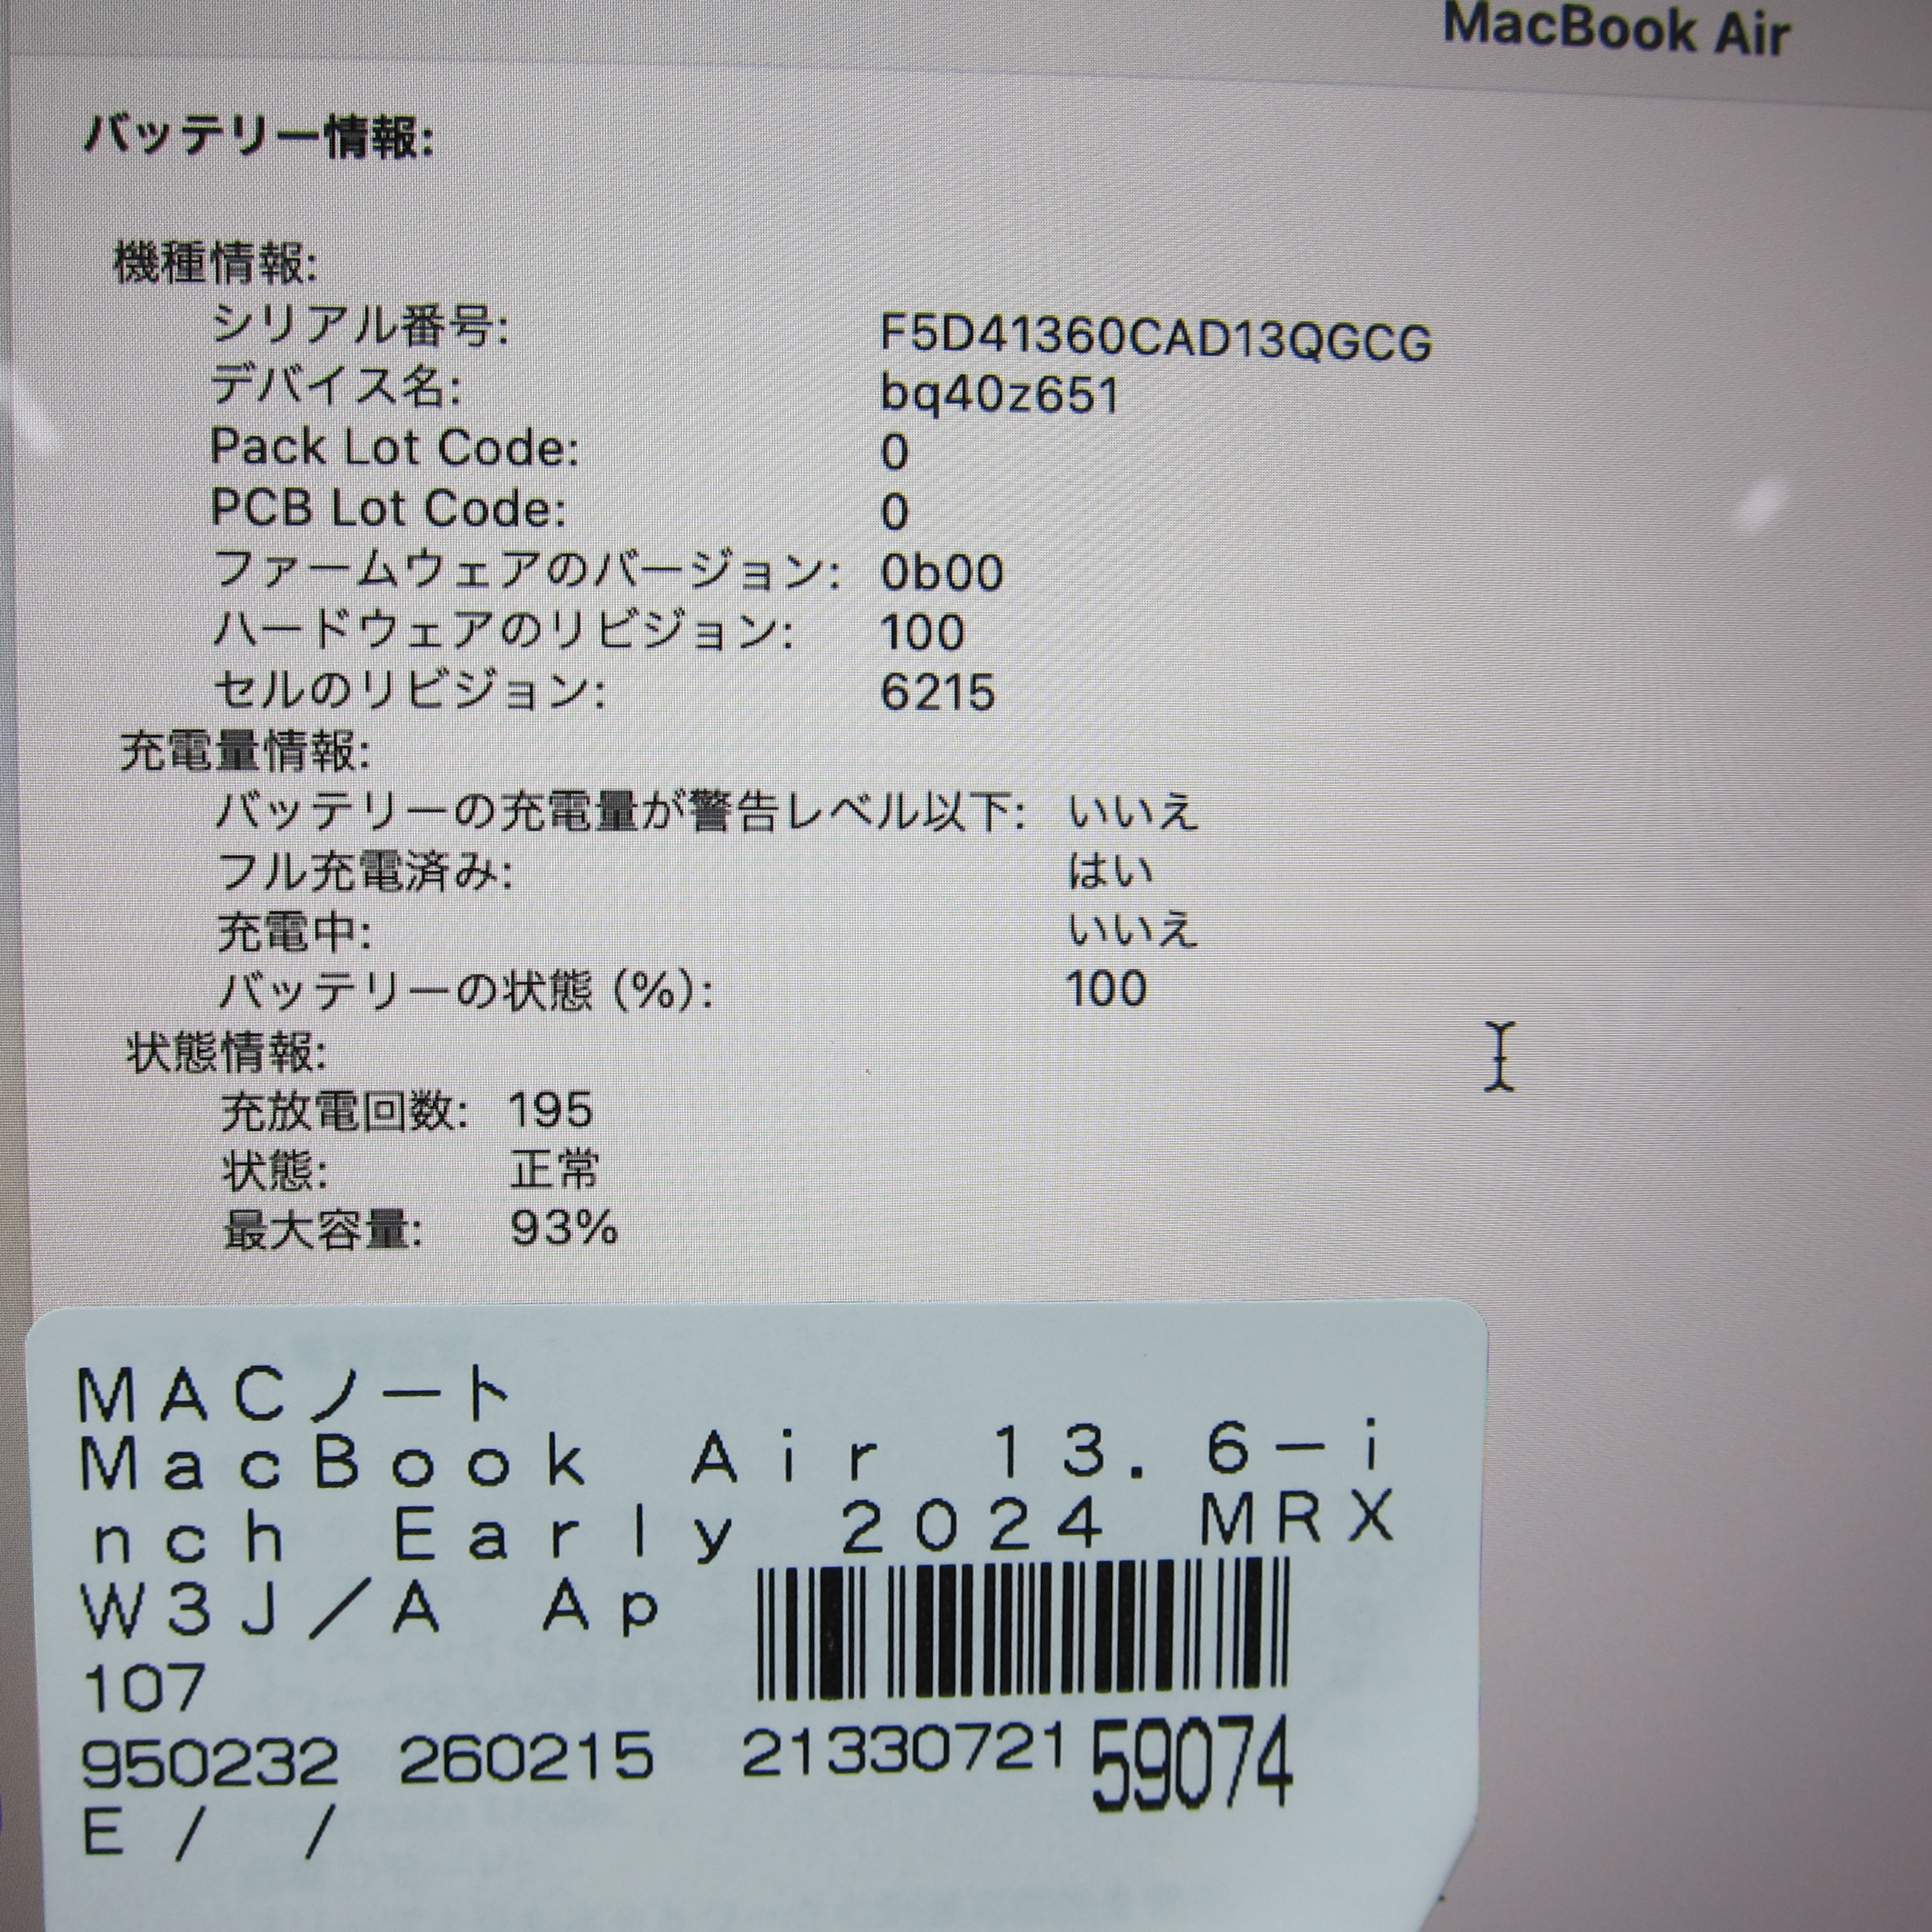 MacBook Air
バッテリー情報:
機種情報:
シリアル番号: F5D41360CAD13QGCG
デバイス名: bq40z651
Pack Lot Code: 0
PCB Lot Code: 0
ファームウェアのバージョン: 0b00
ハードウェアのリビジョン: 100
セルのリビジョン: 6215
充電量情報:
バッテリーの充電量が警告レベル以下: いいえ
フル充電済み: はい
充電中: いいえ
バッテリーの状態 (%): 100
状態情報:
充放電回数: 195
状態: 正常
最大容量: 93%
MACノート
MacBook Air 13.6-i
nch Early 2024 MRX
W3J/A Ap
107
950232 260215 21330721 59074
E / /